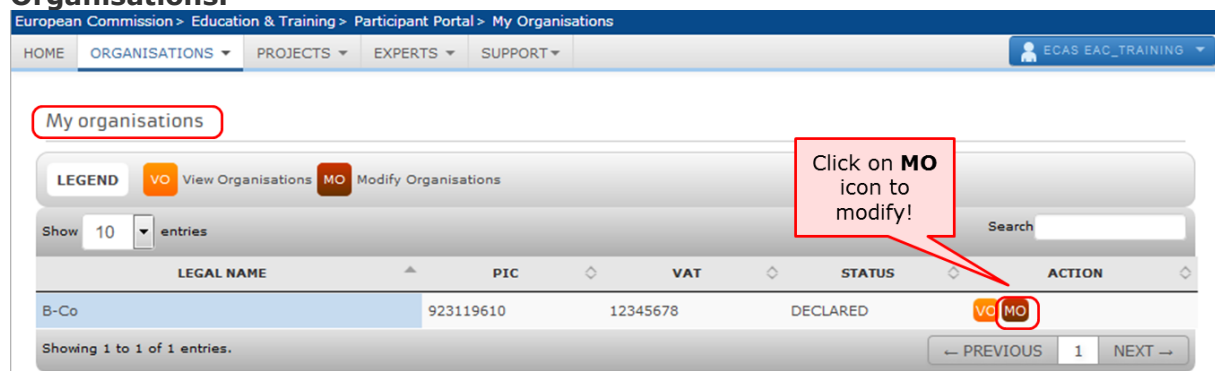 Organisations.
European Commission > Education & Training > Participant Portal > My Organisations
HOME ORGANISATIONS PROJECTS EXPERTS SUPPORT ECAS EAC_TRAINING
My organisations
Click on MO
icon to
modify!
LEGEND VO View Organisations MO Modify Organisations
Show 10 entries Search
LEGAL NAME PIC VAT STATUS ACTION
B-Co 923119610 12345678 DECLARED VO MO
Showing 1 to 1 of 1 entries. ← PREVIOUS 1 NEXT →